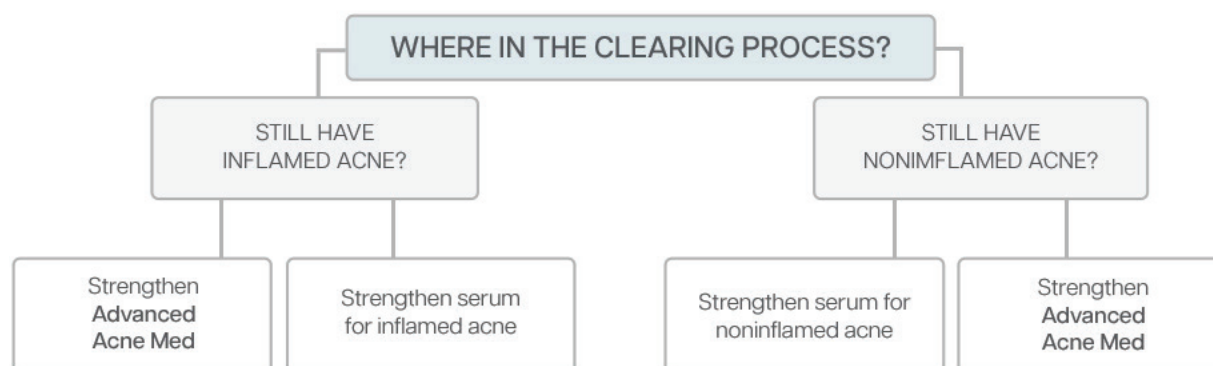 WHERE IN THE CLEARING PROCESS?
STILL HAVE
INFLAMED ACNE?
STILL HAVE
NONIMFLAMED ACNE?
Strengthen
Advanced
Acne Med
Strengthen serum
for inflamed acne
Strengthen serum for
noninflamed acne
Strengthen
Advanced
Acne Med